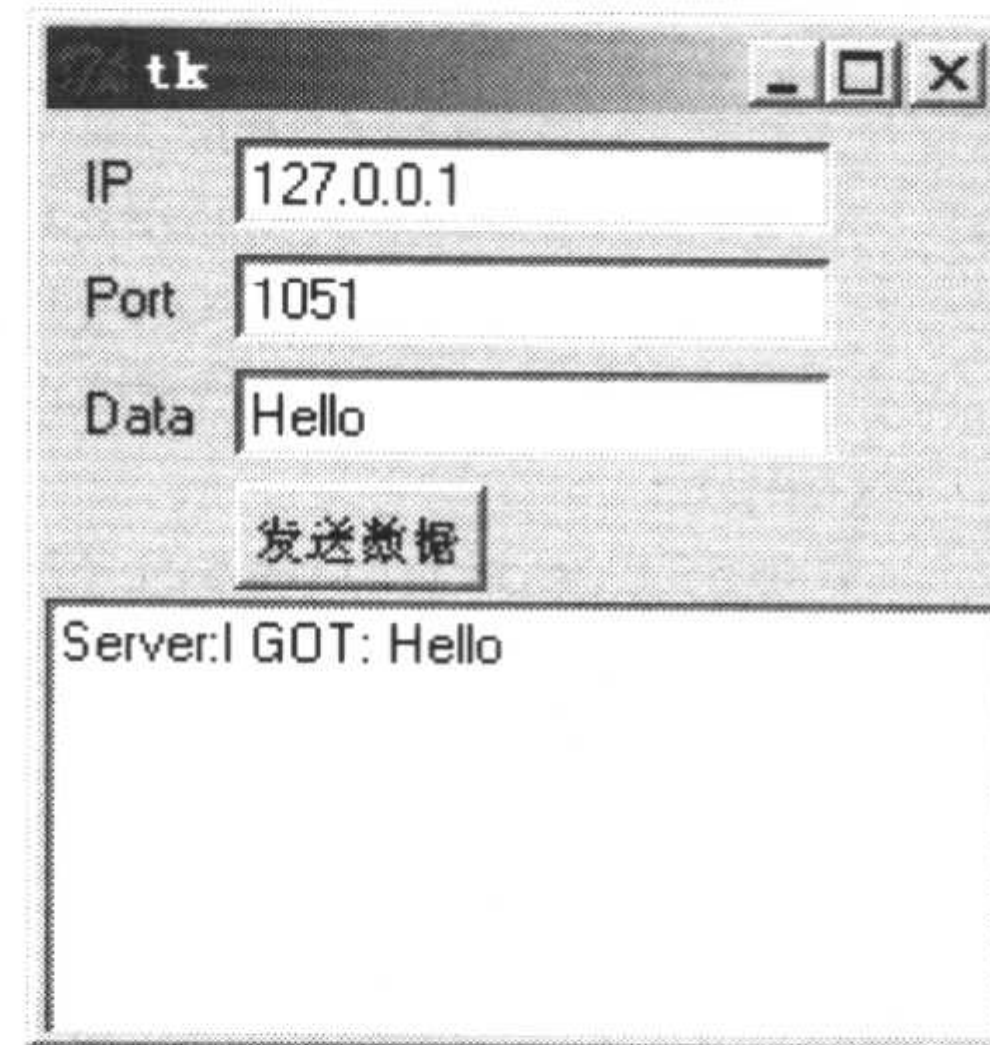 tk
IP 127.0.0.1
Port 1051
Data Hello
发送数据
Server:I GOT: Hello